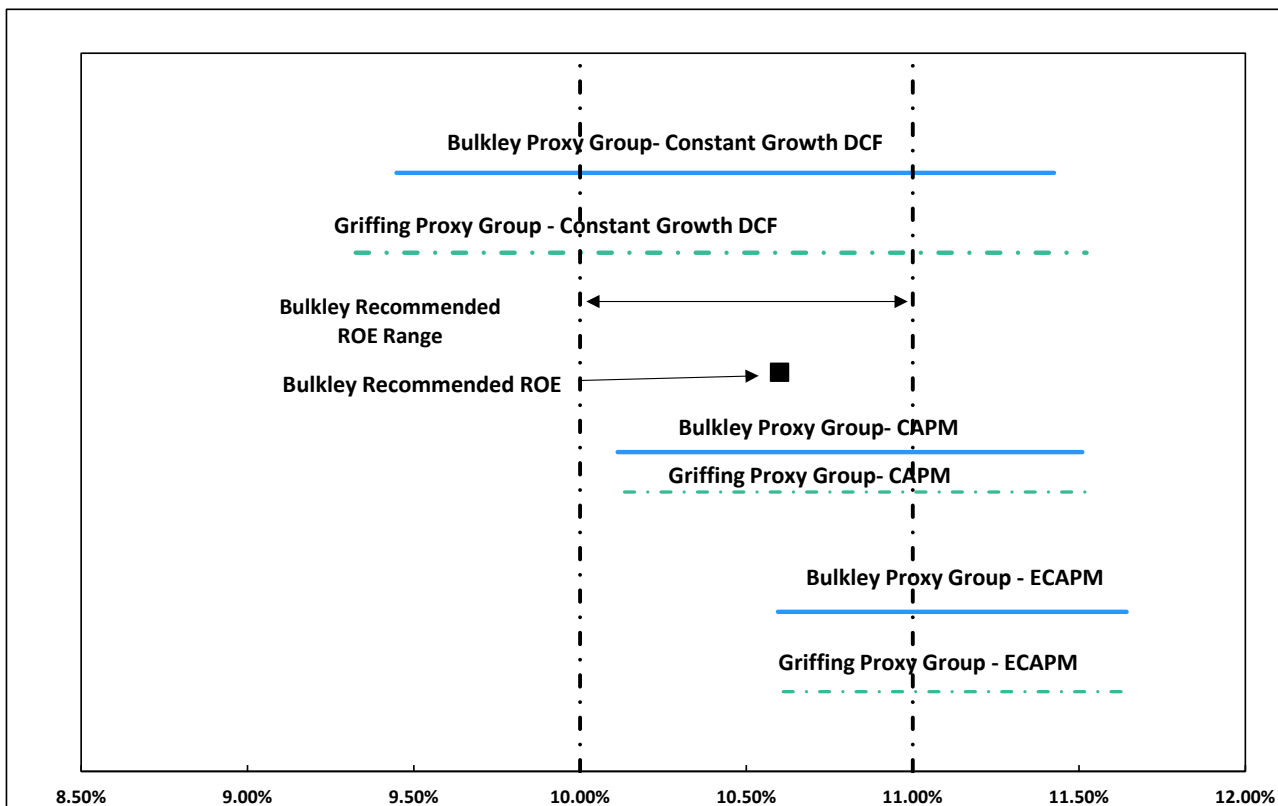 Bulkley Proxy Group- Constant Growth DCF
Griffing Proxy Group - Constant Growth DCF
Bulkley Recommended
ROE Range
Bulkley Recommended ROE
Bulkley Proxy Group- CAPM
Griffing Proxy Group- CAPM
Bulkley Proxy Group - ECAPM
Griffing Proxy Group - ECAPM
8.50% 9.00% 9.50% 10.00% 10.50% 11.00% 11.50% 12.00%